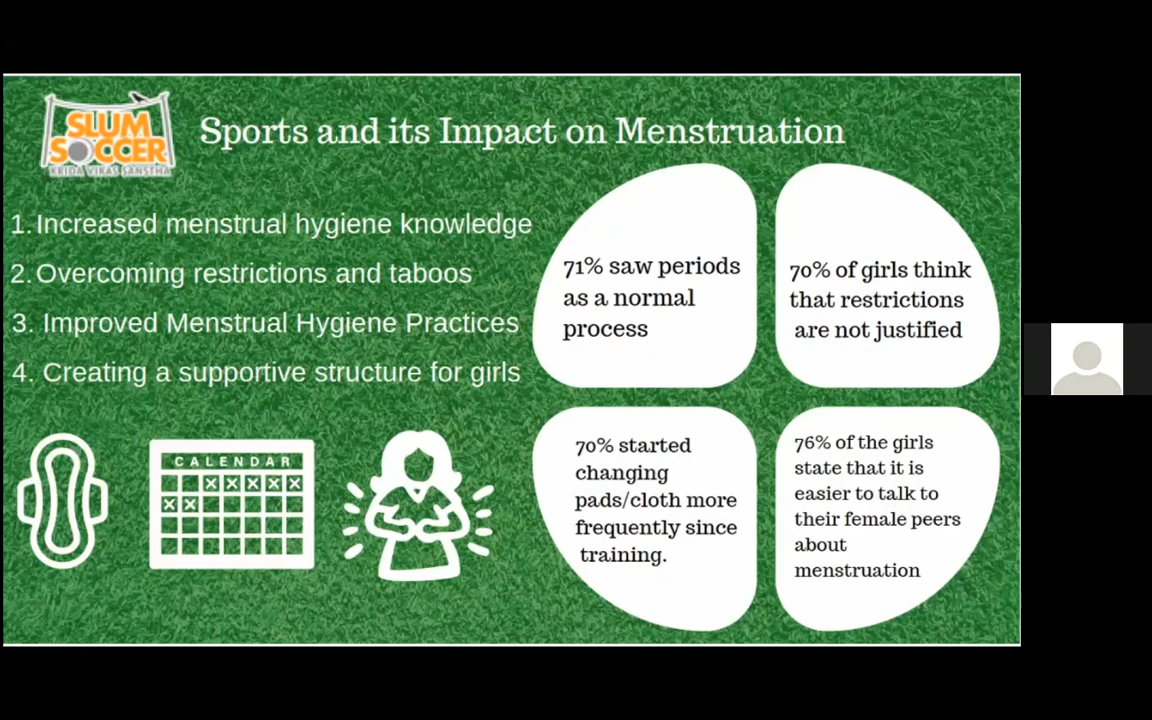 SLUM
SOCCER
KRIDA VIKAS SANSTHA
Sports and its Impact on Menstruation
1. Increased menstrual hygiene knowledge
2. Overcoming restrictions and taboos
3. Improved Menstrual Hygiene Practices
4. Creating a supportive structure for girls
71% saw periods
as a normal
process
70% of girls think
that restrictions
are not justified
CALENDAR
X X X X X
X X
70% started
changing
pads/cloth more
frequently since
training.
76% of the girls
state that it is
easier to talk to
their female peers
about
menstruation